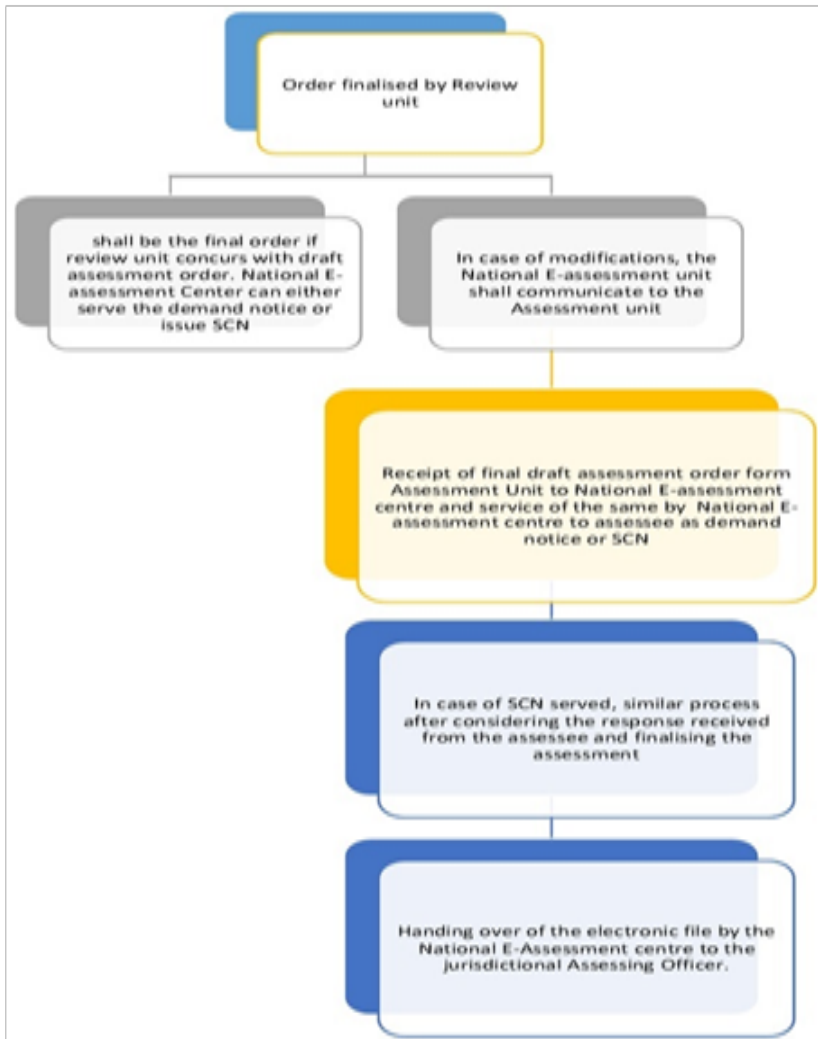 Order finalised by Review
unit
shall be the final order if
review unit concurs with draft
assessment order. National E-
assessment Center can either
serve the demand notice or
issue SCN
In case of modifications, the
National E-assessment unit
shall communicate to the
Assessment unit
Receipt of final draft assessment order form
Assessment Unit to National E-assessment
centre and service of the same by National E-
assessment centre to assessee as demand
notice or SCN
In case of SCN served, similar process
after considering the response received
from the assessee and finalising the
assessment
Handing over of the electronic file by the
National E-Assessment centre to the
jurisdictional Assessing Officer.